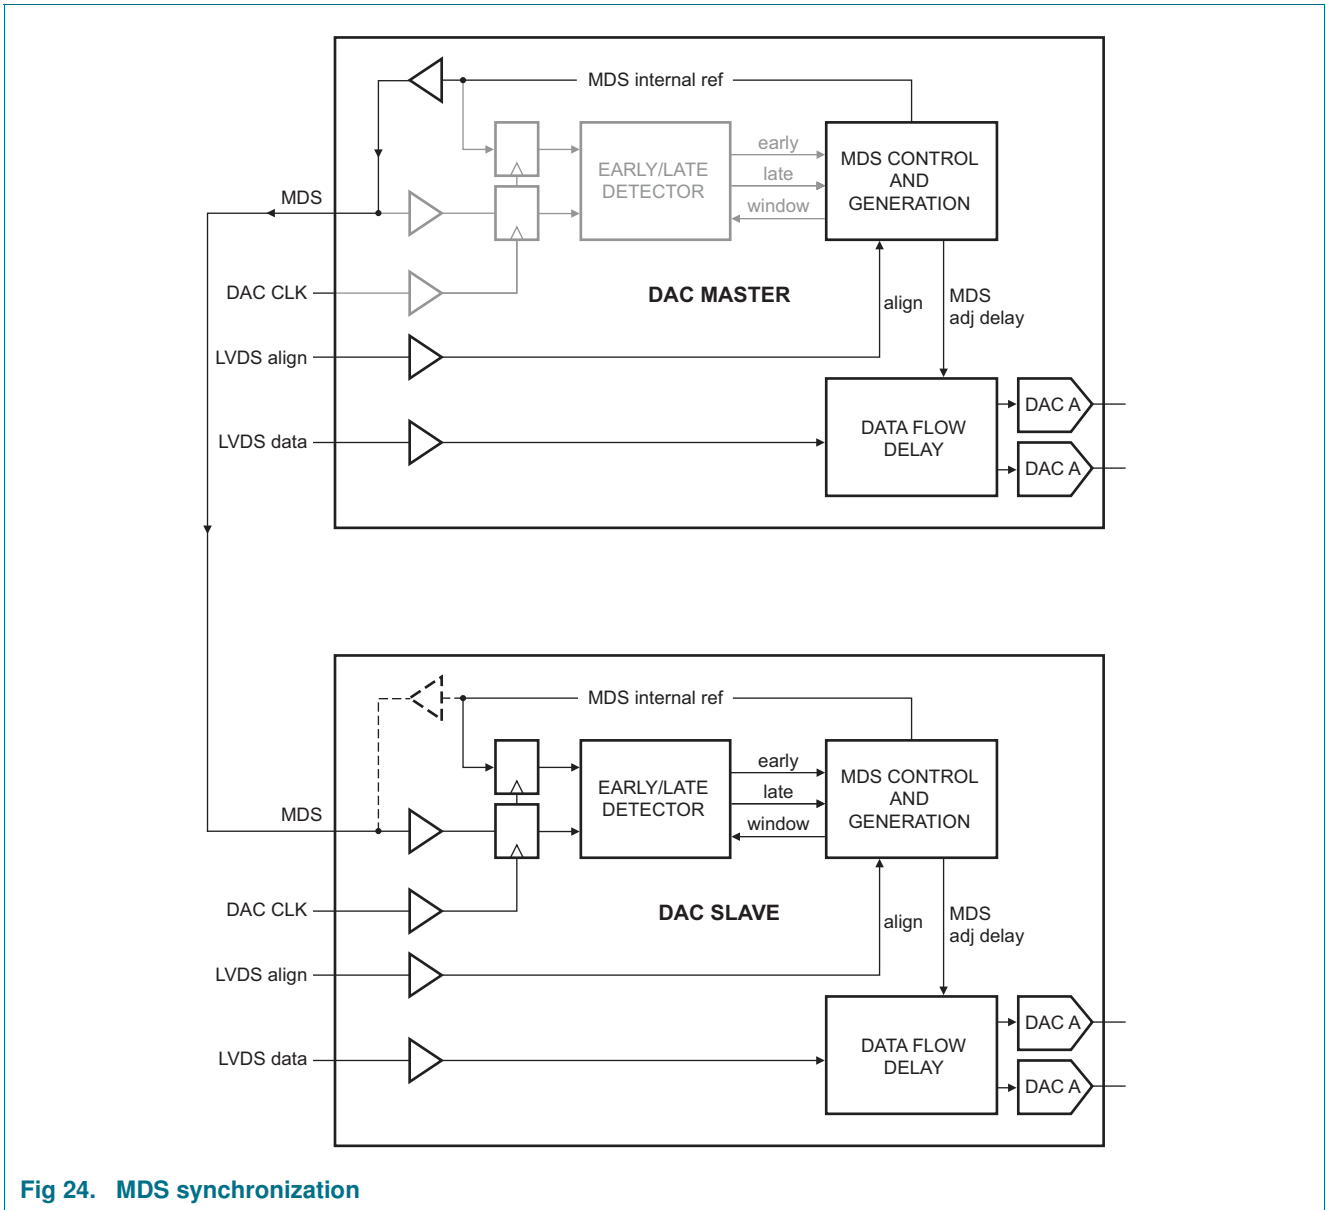 MDS internal ref
early
EARLY/LATE
DETECTOR
late
window
MDS CONTROL
AND
GENERATION
MDS
DAC CLK
DAC MASTER
align
MDS
adj delay
LVDS align
LVDS data
DATA FLOW
DELAY
DAC A
DAC A
MDS internal ref
early
EARLY/LATE
DETECTOR
late
window
MDS CONTROL
AND
GENERATION
MDS
DAC CLK
DAC SLAVE
align
MDS
adj delay
LVDS align
LVDS data
DATA FLOW
DELAY
DAC A
DAC A
Fig 24. MDS synchronization